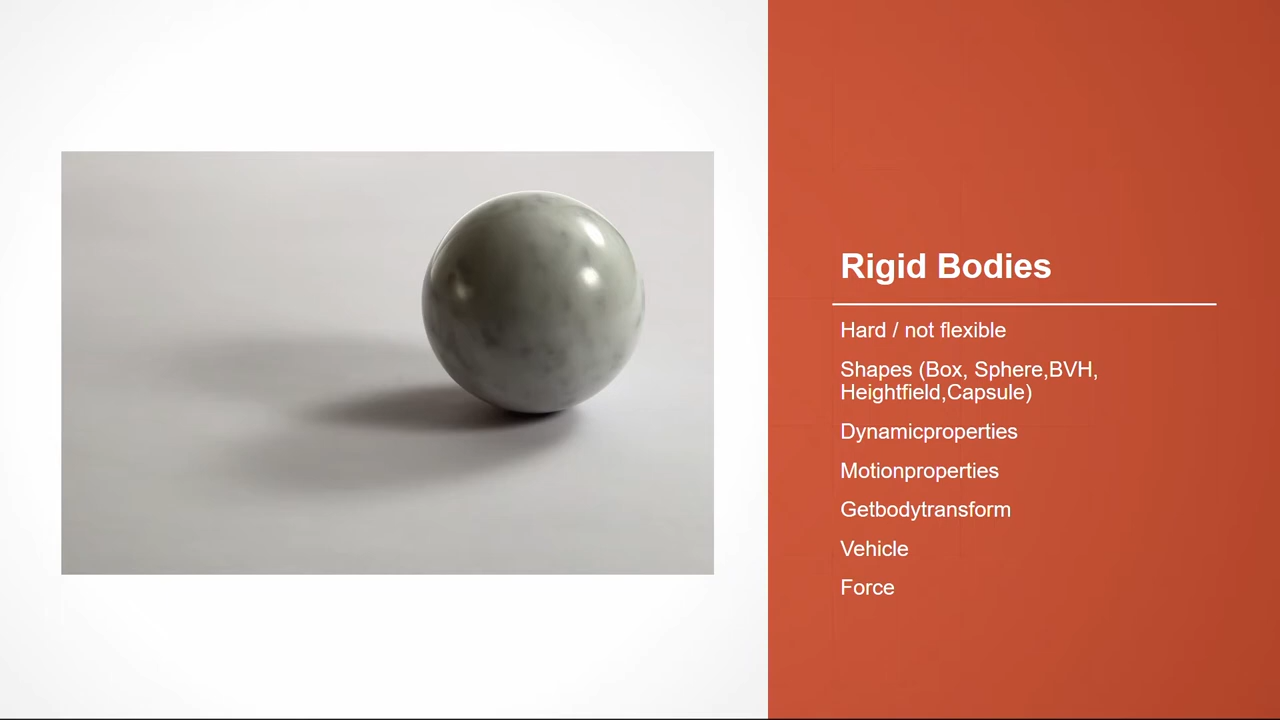 Rigid Bodies
Hard / not flexible
Shapes (Box, Sphere,BVH,
Heightfield,Capsule)
Dynamicproperties
Motionproperties
Getbodytransform
Vehicle
Force